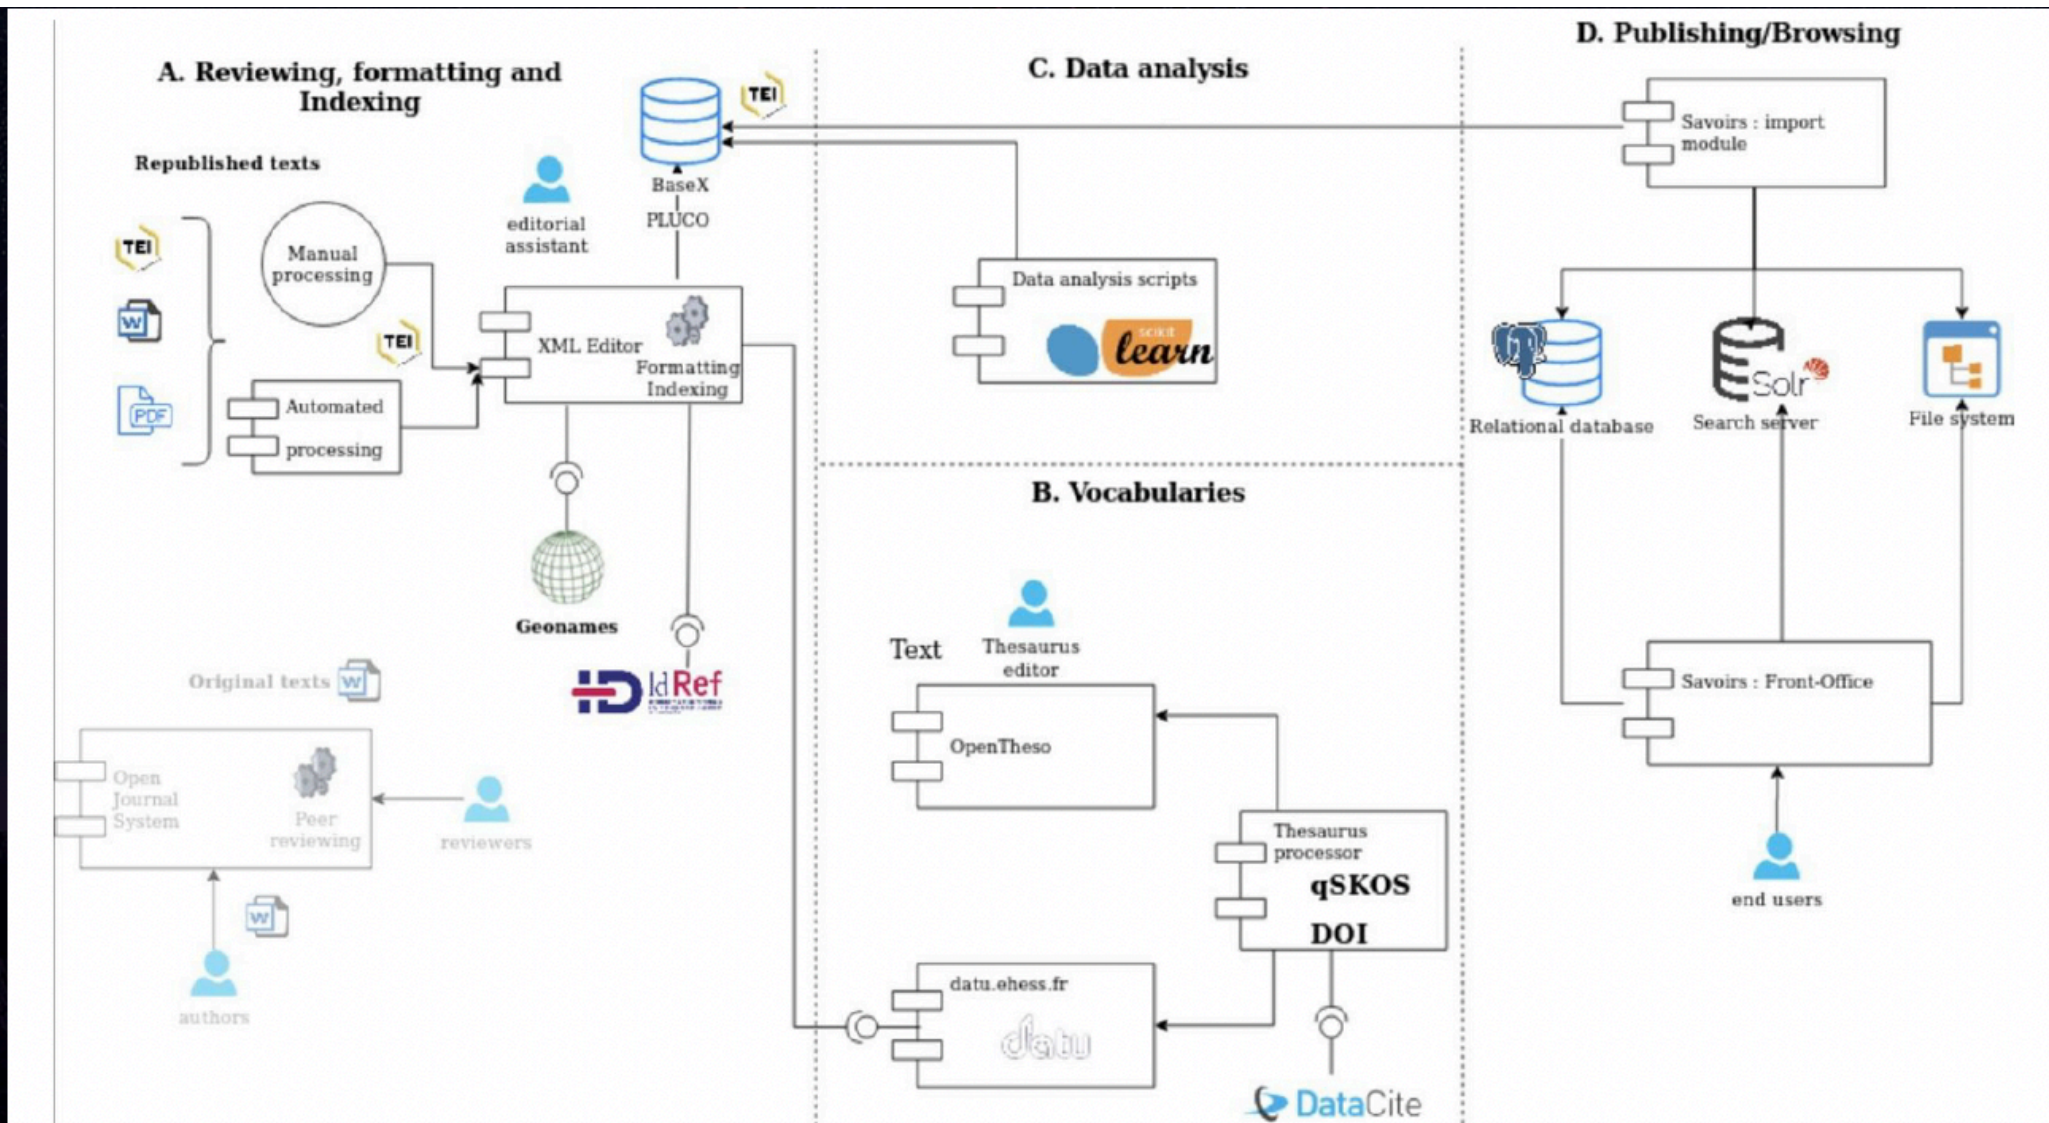 A. Reviewing, formatting and
Indexing
Republished texts
TEI
W
PDF
Manual
processing
TEI
Automated
processing
editorial
assistant
TEI
BaseX
PLUCO
XML Editor
Formatting
Indexing
Geonames
IdRef
Original texts
W
Open
Journal
System
Peer
reviewing
reviewers
W
authors
C. Data analysis
Data analysis scripts
scikit
learn
B. Vocabularies
Text
Thesaurus
editor
OpenTheso
Thesaurus
processor
qSKOS
DOI
datu.ehess.fr
datu
DataCite
D. Publishing/Browsing
Savoirs : import
module
Relational database
Solr
Search server
File system
Savoirs : Front-Office
end users